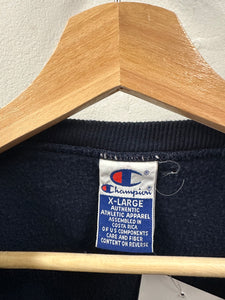 Champion
X-LARGE
AUTHENTIC
ATHLETIC APPAREL
ASSEMBLED IN
COSTA RICA
OF U.S COMPONENTS
CARE AND FIBER
CONTENT ON REVERSE